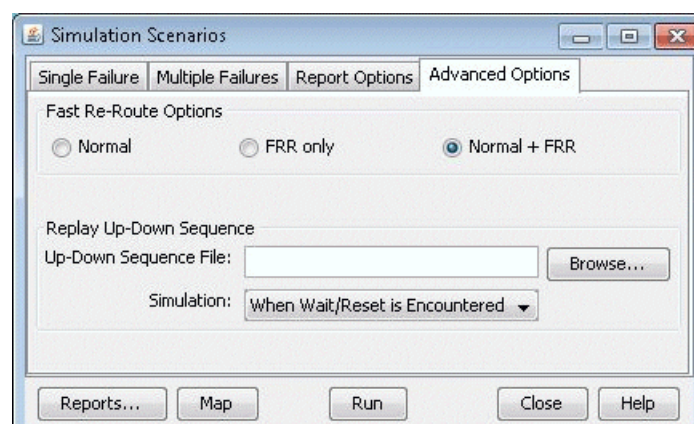 Simulation Scenarios
Single Failure Multiple Failures Report Options Advanced Options
Fast Re-Route Options
Normal FRR only Normal + FRR
Replay Up-Down Sequence
Up-Down Sequence File: Browse...
Simulation: When Wait/Reset is Encountered
Reports... Map Run Close Help